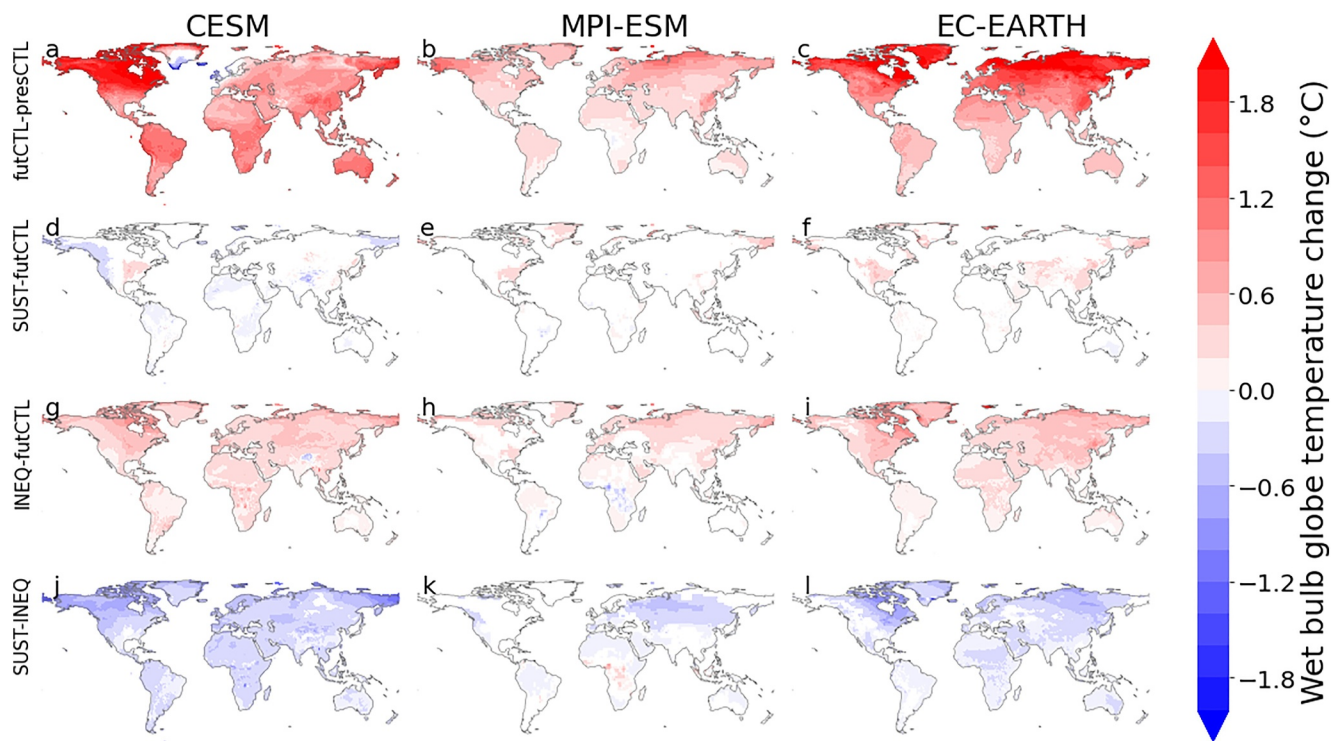 CESM MPI-ESM EC-EARTH
futCTL-presCTL
a b c
SUST-futCTL
d e f
INEQ-futCTL
g h i
SUST-INEQ
j k l
1.8
1.2
0.6
0.0
−0.6
−1.2
−1.8
Wet bulb globe temperature change (°C)